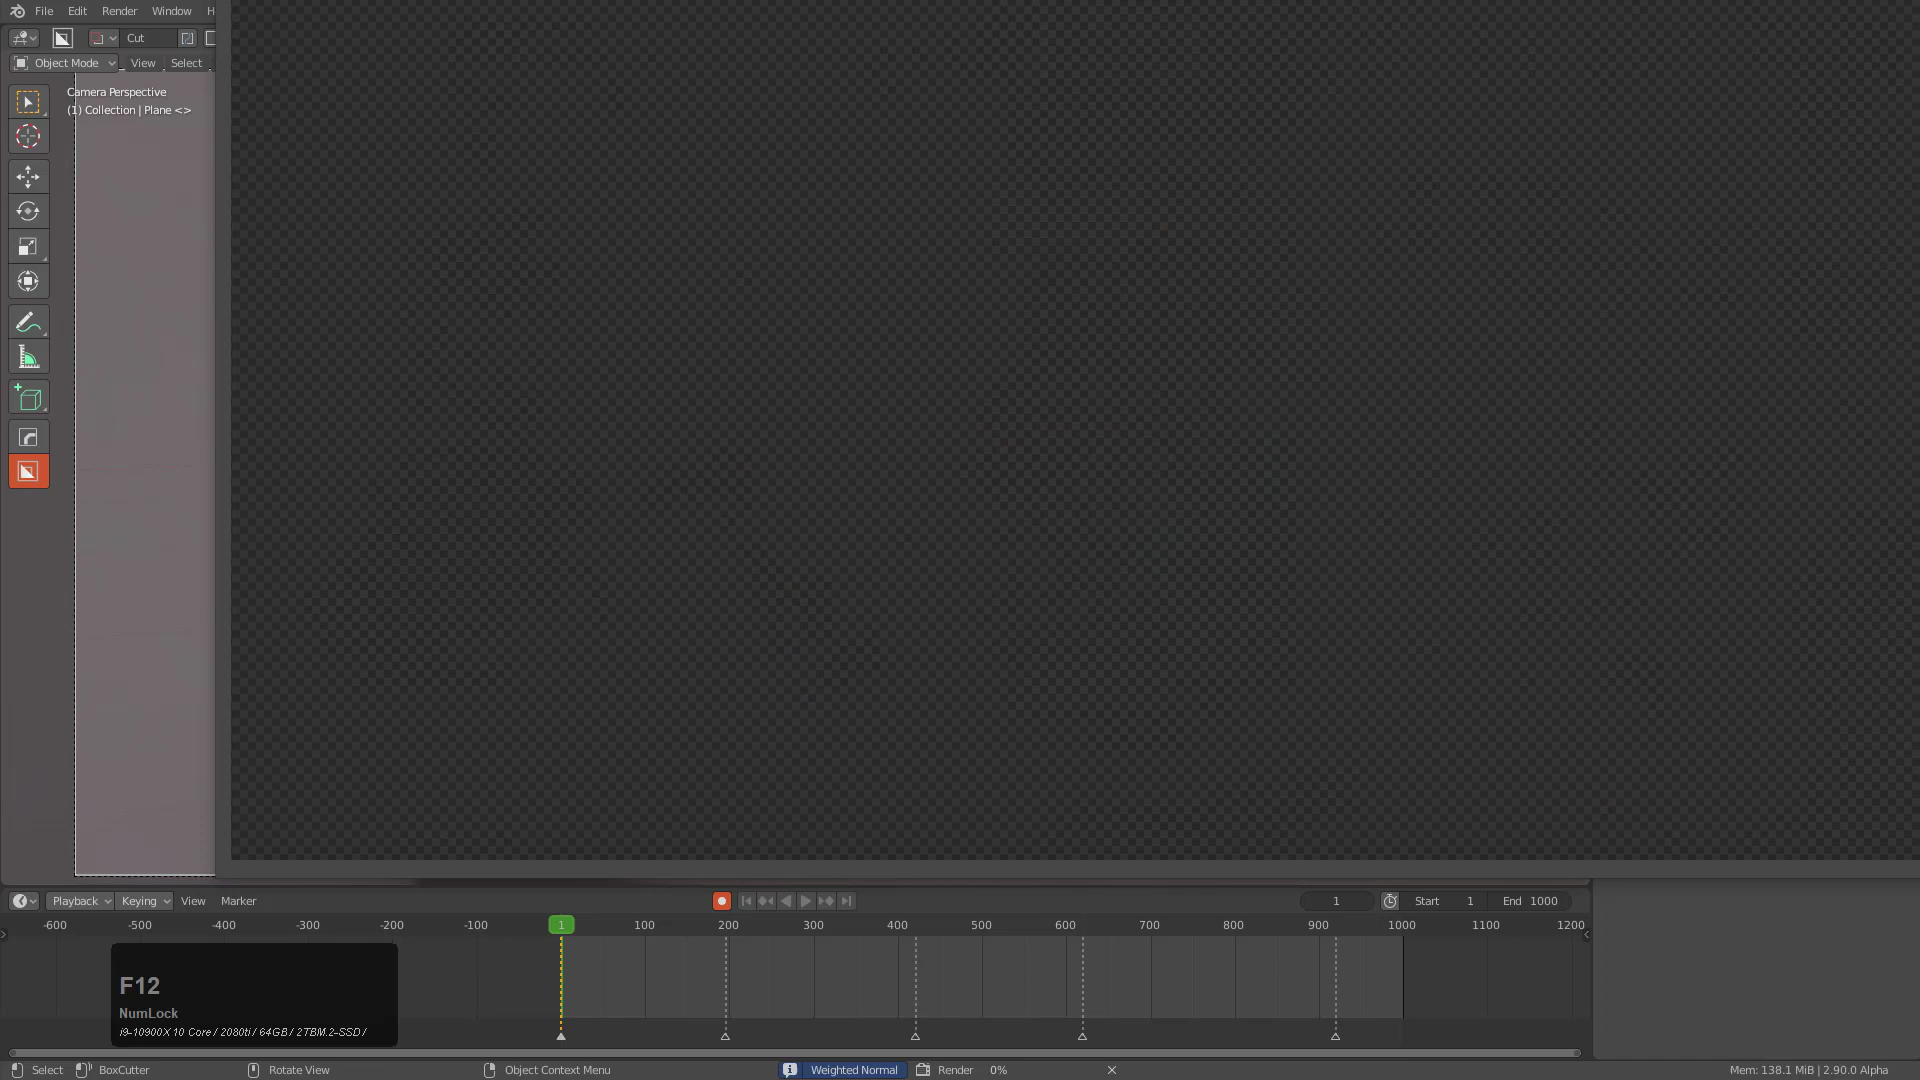 File Edit Render Window H
Cut
Object Mode View Select
Camera Perspective
(1) Collection | Plane <>
Playback Keying View Marker 1 Start 1 End 1000
-600 -500 -400 -300 -200 -100 1 100 200 300 400 500 600 700 800 900 1000 1100 1200
F12
NumLock
i9-10900X 10 Core / 2080ti / 64GB / 2TBM.2-SSD /
Select BoxCutter Rotate View Object Context Menu Weighted Normal Render 0% Mem: 138.1 MiB | 2.90.0 Alpha